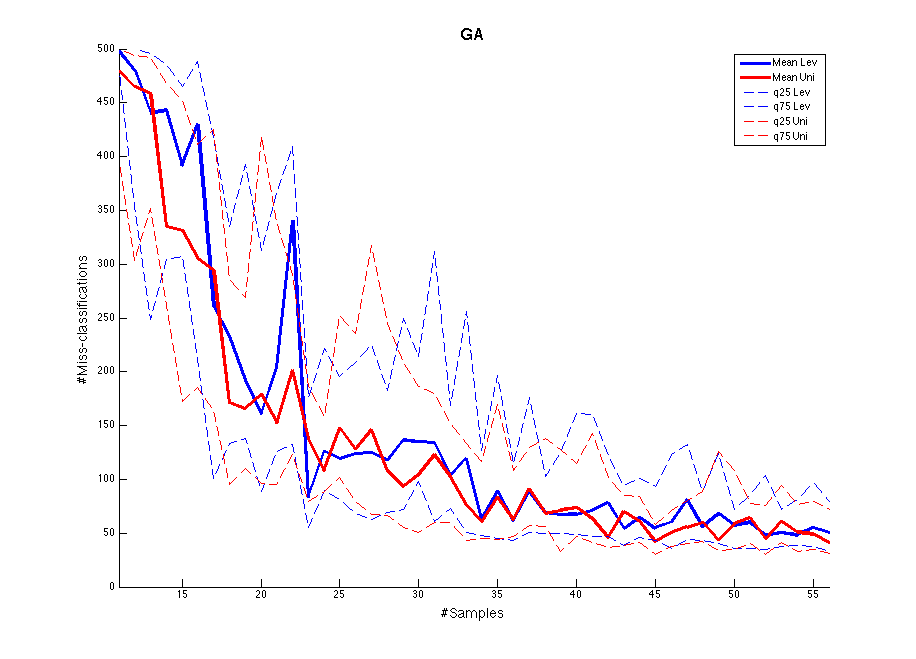 GA
500
450
400
350
300
250
200
150
100
50
0
#Miss-classifications
15 20 25 30 35 40 45 50 55
#Samples
Mean Lev
Mean Uni
q25 Lev
q75 Lev
q25 Uni
q75 Uni